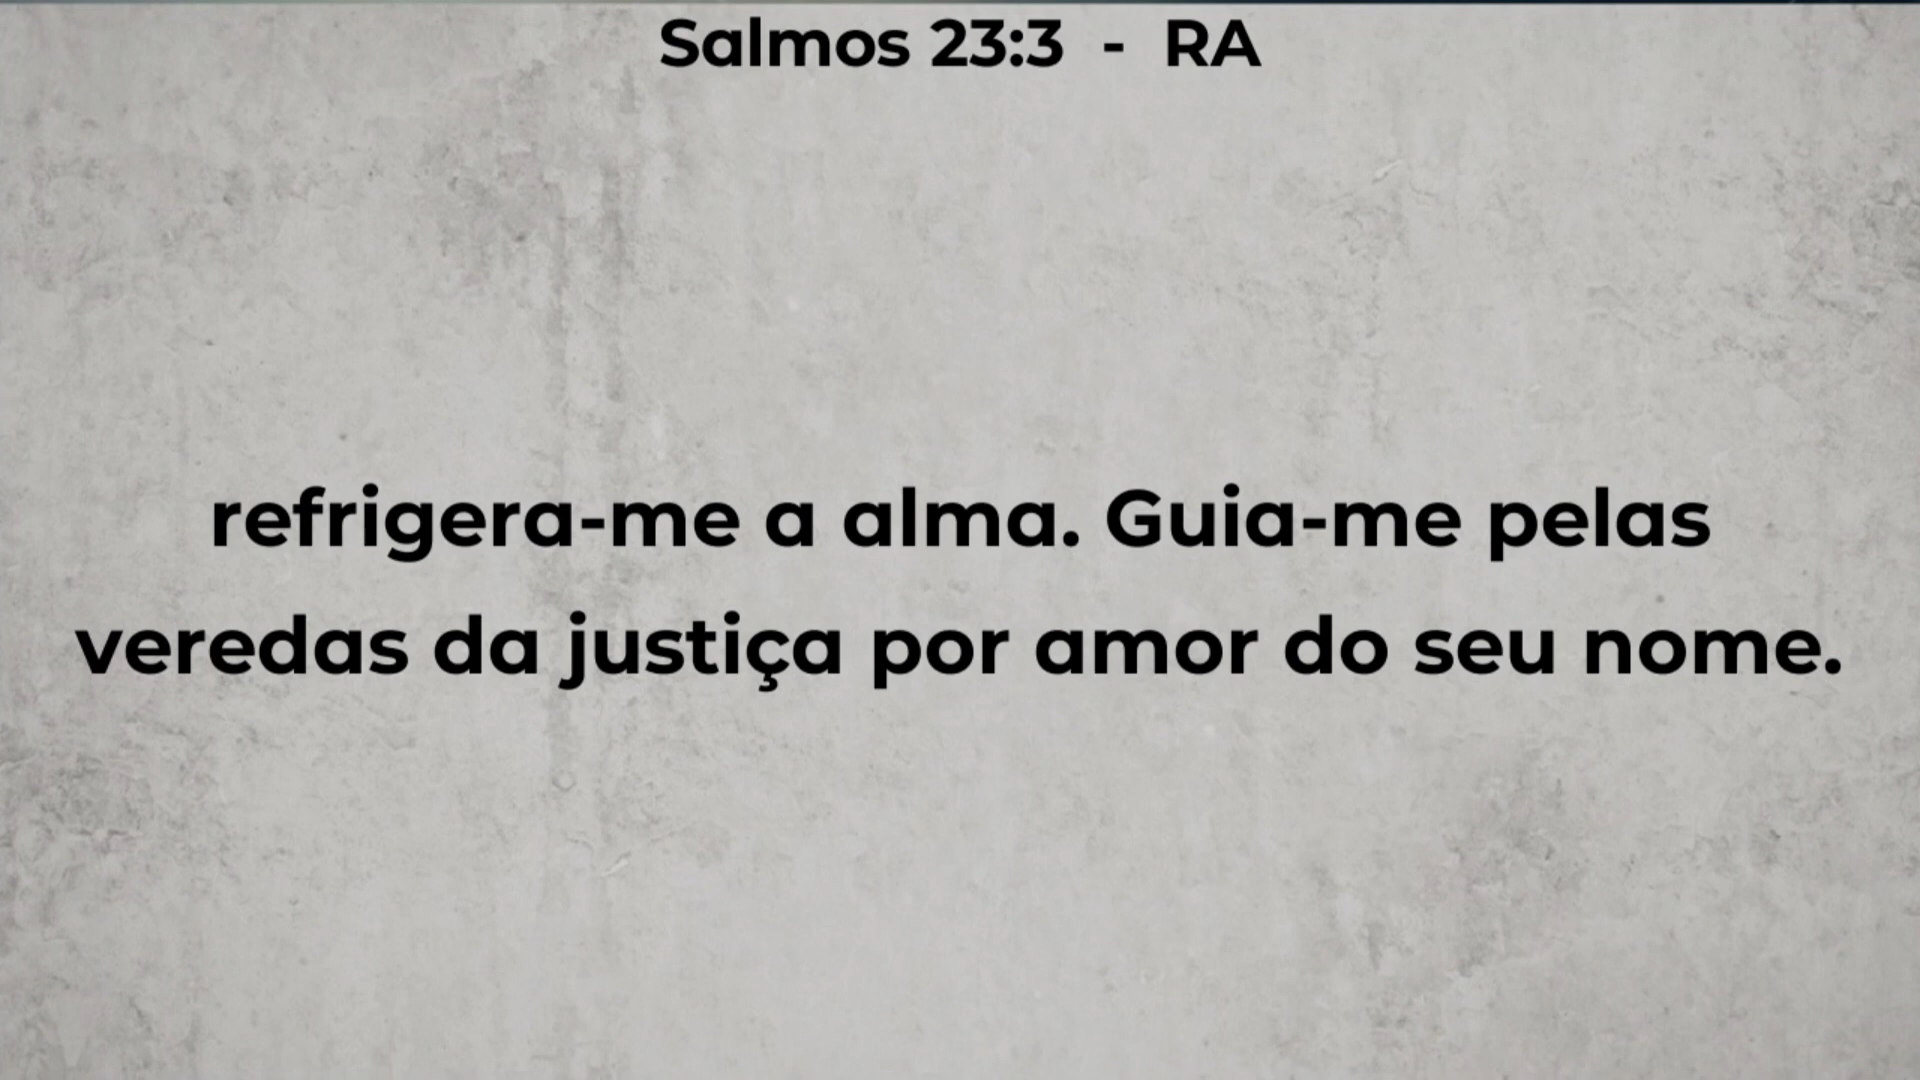 Salmos 23:3 - RA
refrigera-me a alma. Guia-me pelas
veredas da justiça por amor do seu nome.